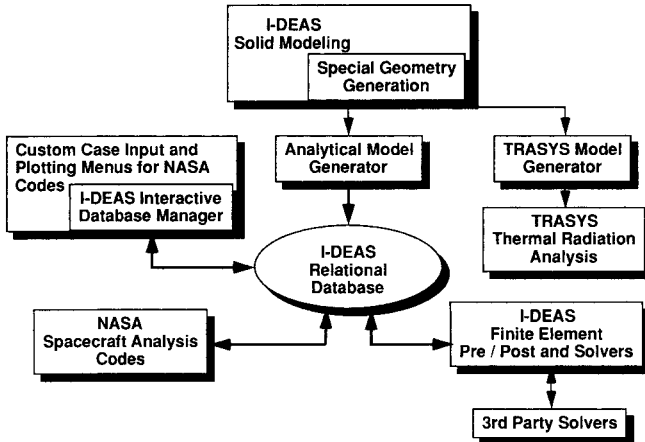 I-DEAS
Solid Modeling
Special Geometry
Generation
Custom Case Input and
Plotting Menus for NASA
Codes
I-DEAS Interactive
Database Manager
Analytical Model
Generator
TRASYS Model
Generator
TRASYS
Thermal Radiation
Analysis
I-DEAS
Relational
Database
NASA
Spacecraft Analysis
Codes
I-DEAS
Finite Element
Pre / Post and Solvers
3rd Party Solvers